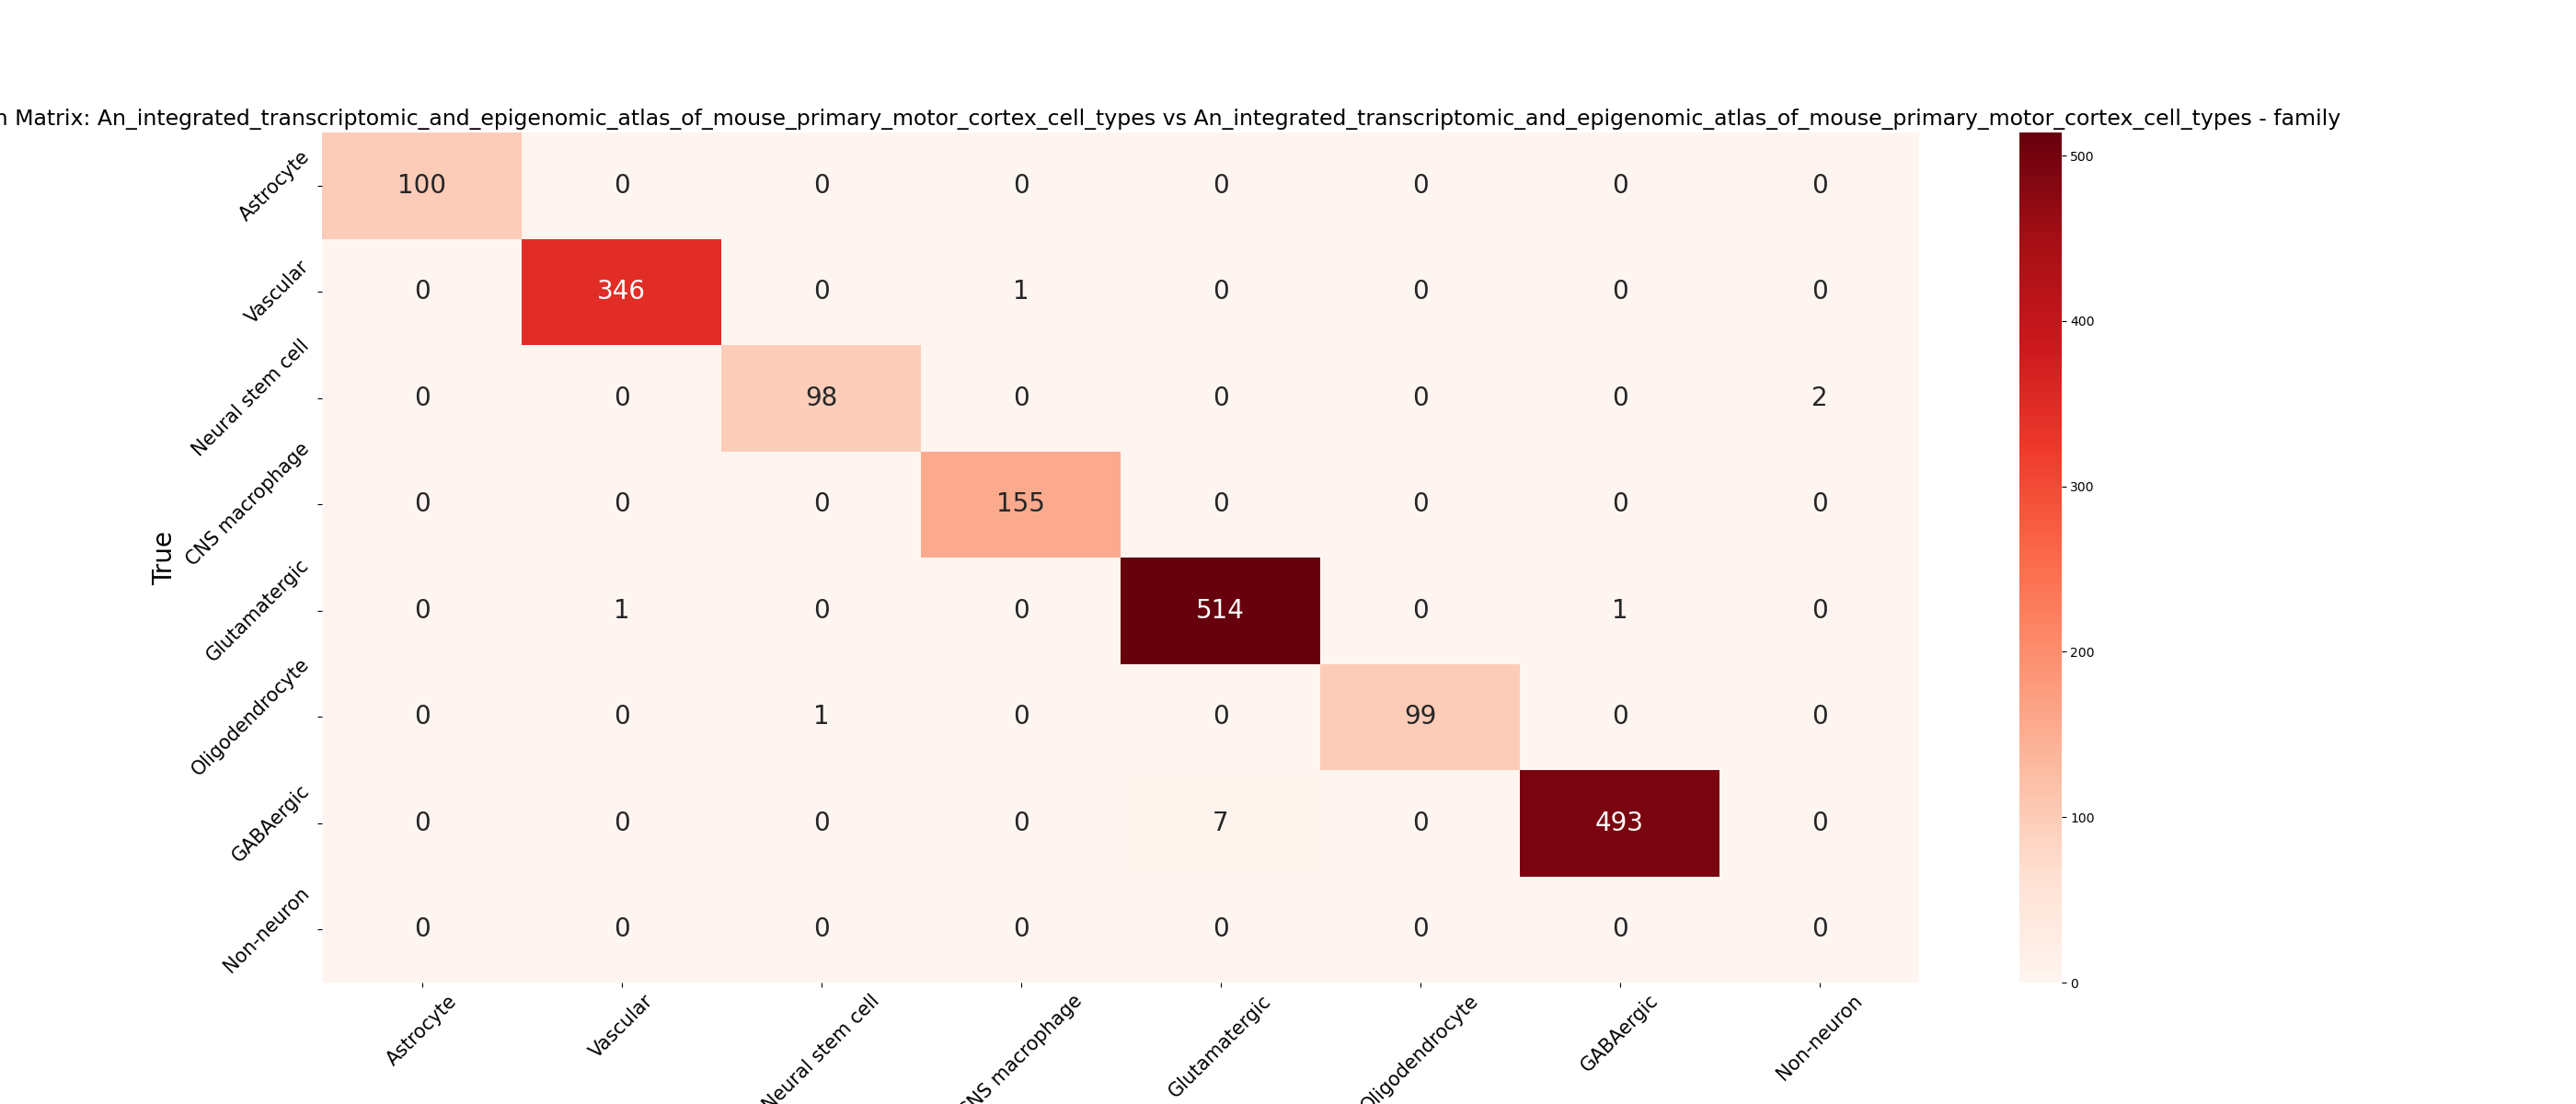 n Matrix: An_integrated_transcriptomic_and_epigenomic_atlas_of_mouse_primary_motor_cortex_cell_types vs An_integrated_transcriptomic_and_epigenomic_atlas_of_mouse_primary_motor_cortex_cell_types - family
True
Astrocyte 100 0 0 0 0 0 0 0
Vascular 0 346 0 1 0 0 0 0
Neural stem cell 0 0 98 0 0 0 0 2
CNS macrophage 0 0 0 155 0 0 0 0
Glutamatergic 0 1 0 0 514 0 1 0
Oligodendrocyte 0 0 1 0 0 99 0 0
GABAergic 0 0 0 0 7 0 493 0
Non-neuron 0 0 0 0 0 0 0 0
Astrocyte Vascular Neural stem cell CNS macrophage Glutamatergic Oligodendrocyte GABAergic Non-neuron
500
400
300
200
100
0